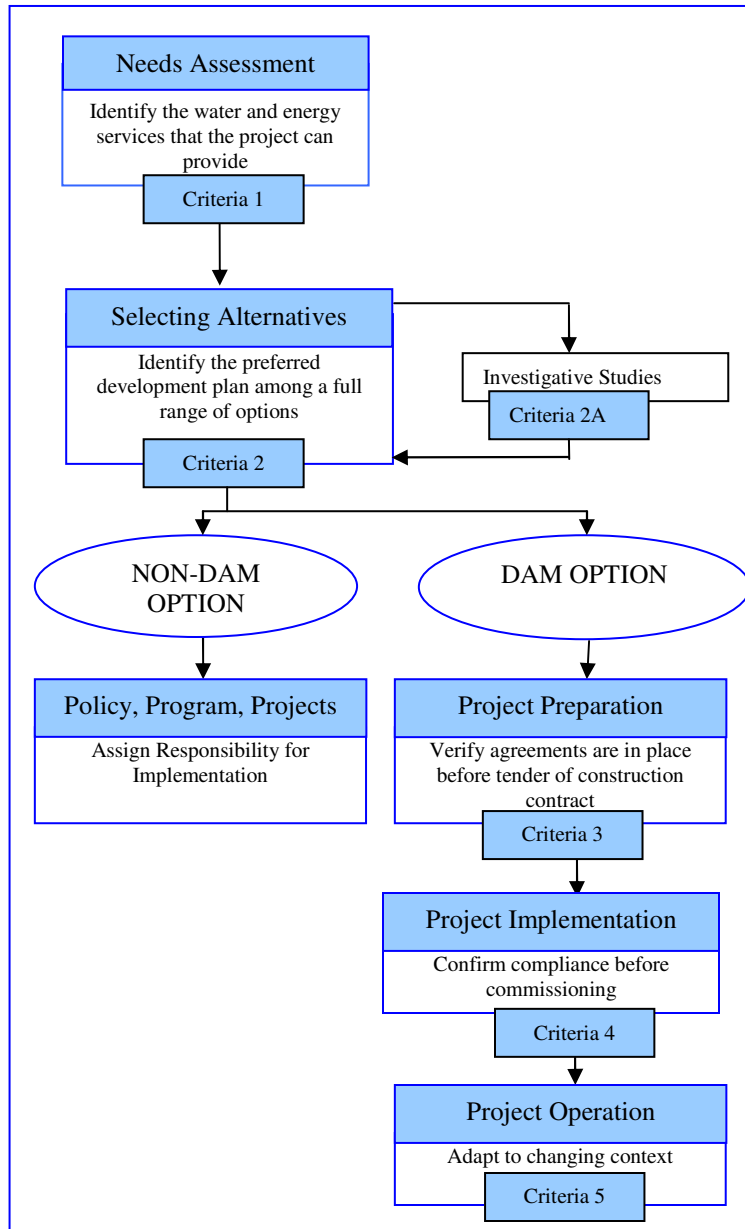 Needs Assessment
Identify the water and energy
services that the project can
provide
Criteria 1
Selecting Alternatives
Identify the preferred
development plan among a full
range of options
Criteria 2
Investigative Studies
Criteria 2A
NON-DAM
OPTION
DAM OPTION
Policy, Program, Projects
Assign Responsibility for
Implementation
Project Preparation
Verify agreements are in place
before tender of construction
contract
Criteria 3
Project Implementation
Confirm compliance before
commissioning
Criteria 4
Project Operation
Adapt to changing context
Criteria 5